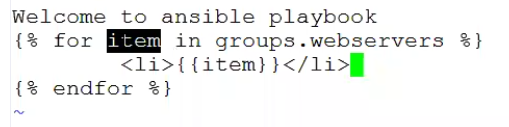 Welcome to ansible playbook
{% for item in groups.webservers %}
        <li>{{item}}</li>
{% endfor %}
~